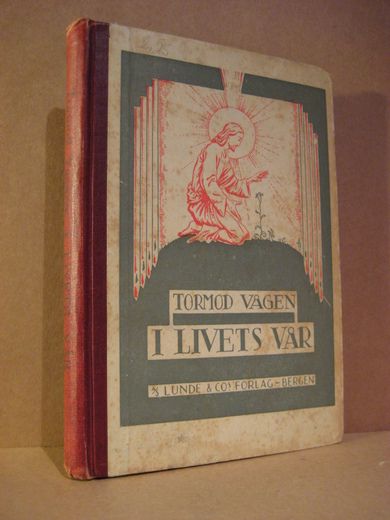 TORMOD VÅGEN
I LIVETS VÅR
A/S LUNDE & CO'S FORLAG - BERGEN